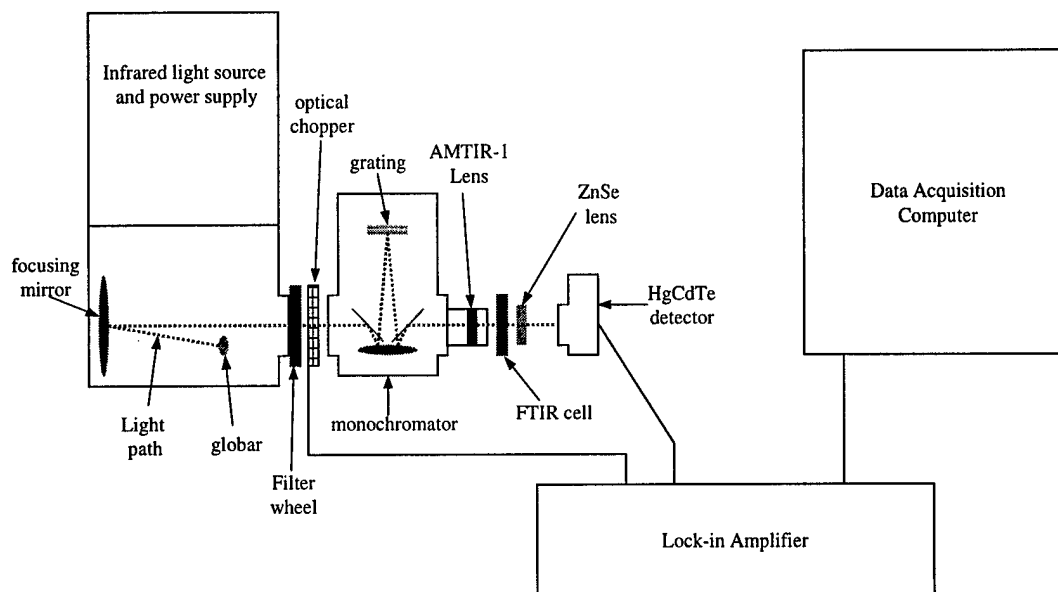 Infrared light source
and power supply
optical
chopper
grating
AMTIR-1
Lens
ZnSe
lens
Data Acquisition
Computer
focusing
mirror
HgCdTe
detector
Light
path
globar
monochromator
FTIR cell
Filter
wheel
Lock-in Amplifier